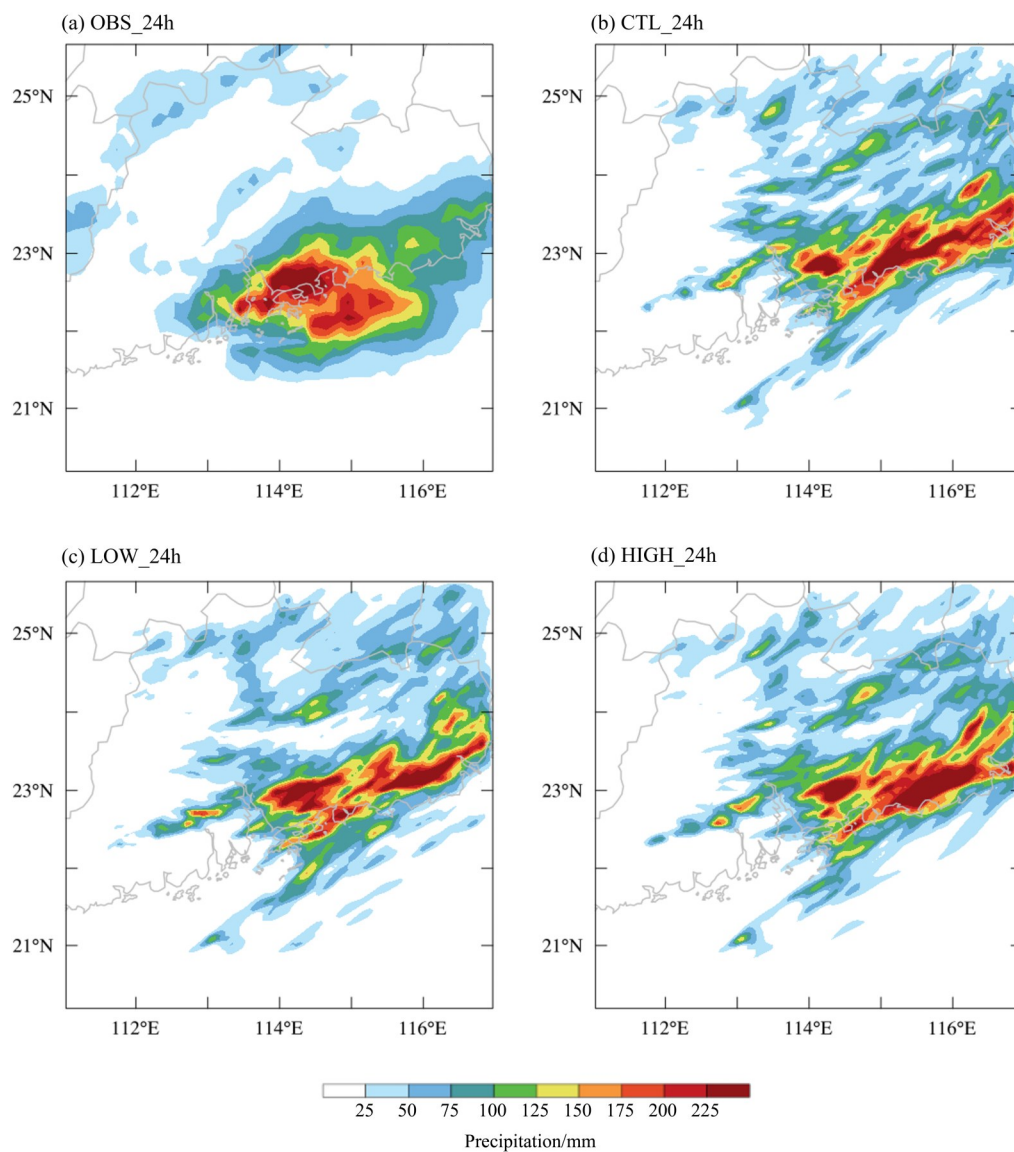 (a) OBS_24h
(b) CTL_24h
25°N
25°N
23°N
23°N
21°N
21°N
112°E 114°E 116°E
112°E 114°E 116°E
(c) LOW_24h
(d) HIGH_24h
25°N
25°N
23°N
23°N
21°N
21°N
112°E 114°E 116°E
112°E 114°E 116°E
25 50 75 100 125 150 175 200 225
Precipitation/mm